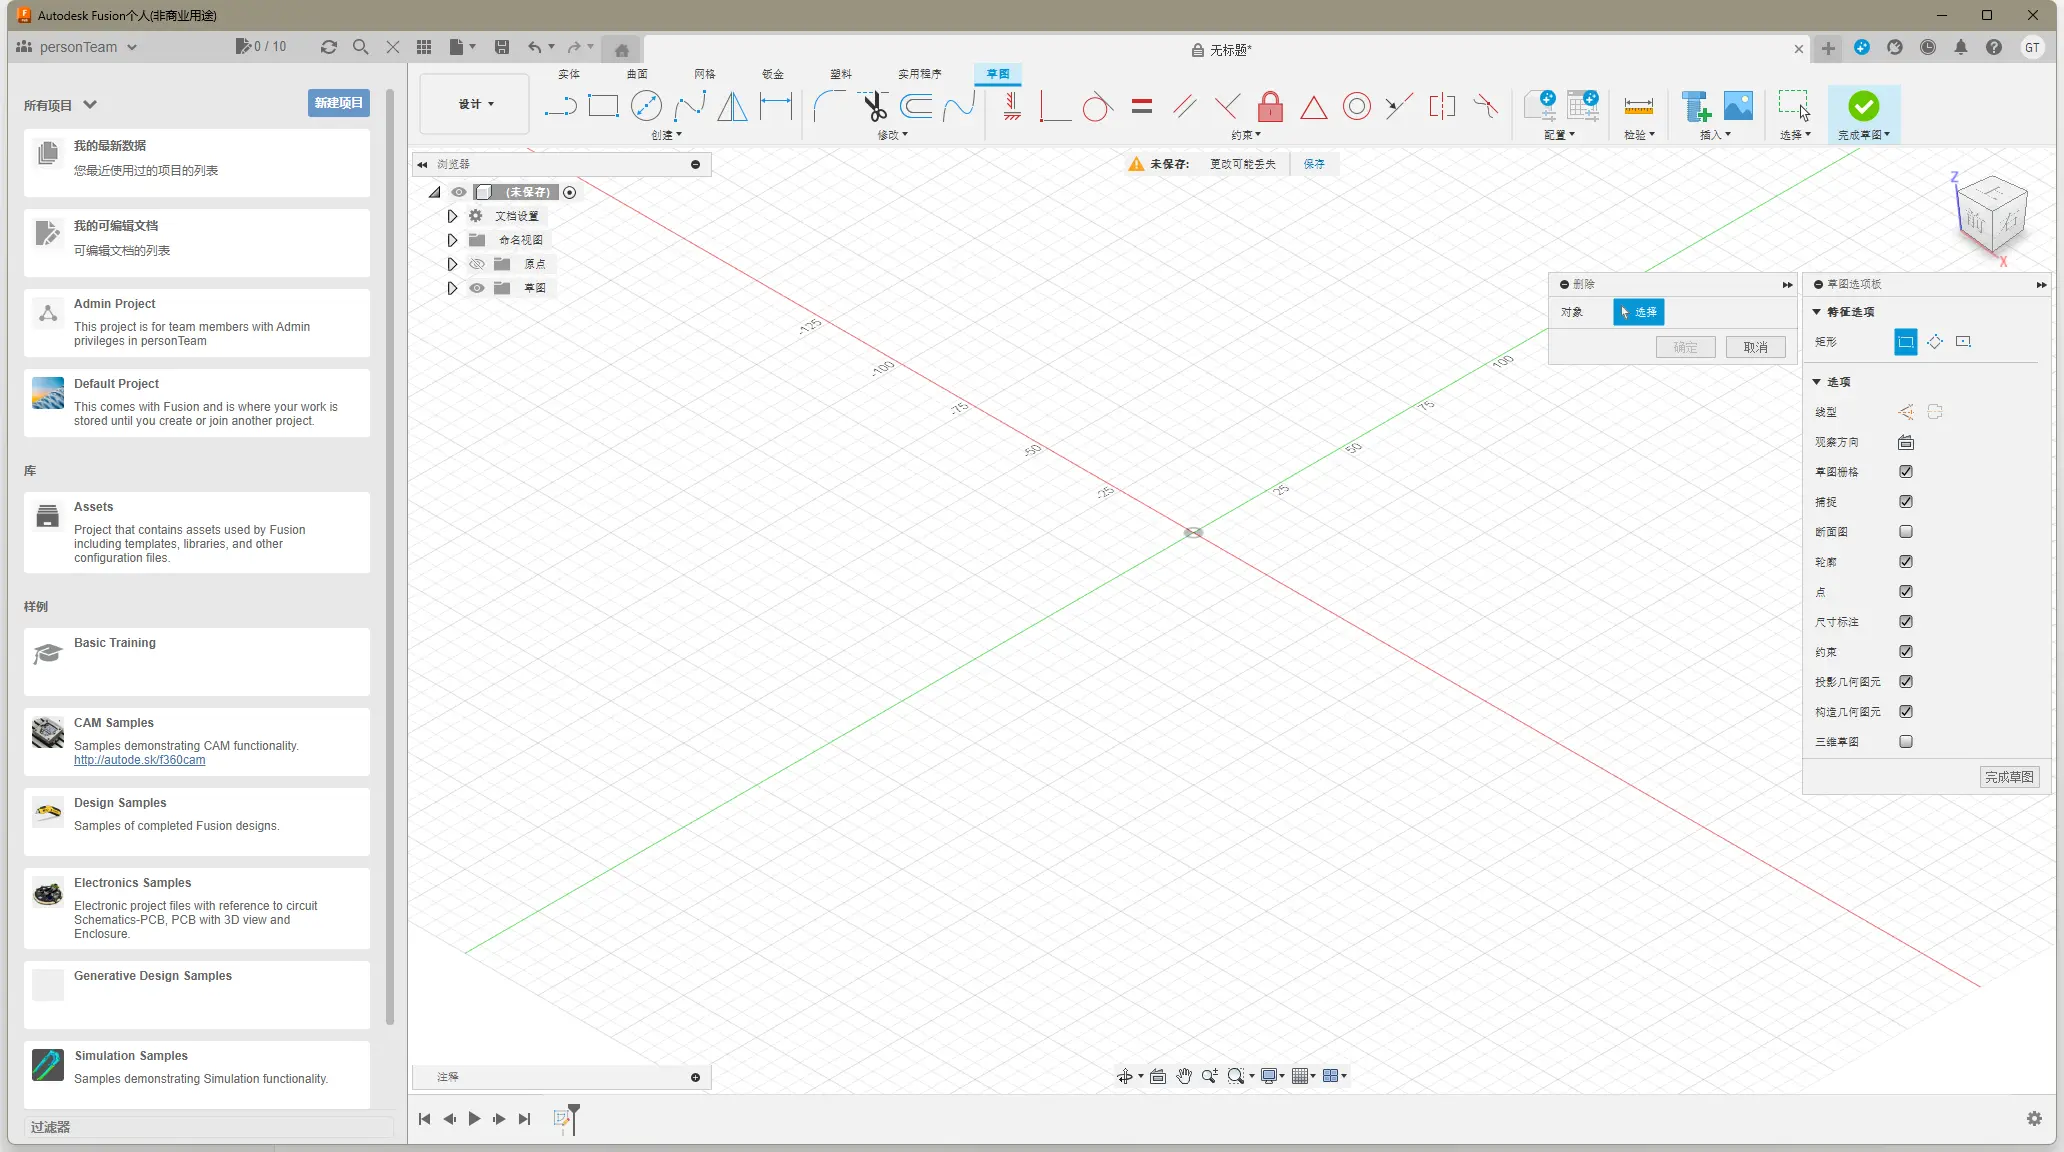 Autodesk Fusion个人(非商业用途)
personTeam
0 / 10
无标题*
GT
所有项目
新建项目
我的最新数据
您最近使用过的项目的列表
我的可编辑文档
可编辑文档的列表
Admin Project
This project is for team members with Admin
privileges in personTeam
Default Project
This comes with Fusion and is where your work is
stored until you create or join another project.
库
Assets
Project that contains assets used by Fusion
including templates, libraries, and other
configuration files.
样例
Basic Training
CAM Samples
Samples demonstrating CAM functionality.
http://autode.sk/f360cam
Design Samples
Samples of completed Fusion designs.
Electronics Samples
Electronic project files with reference to circuit
Schematics-PCB, PCB with 3D view and
Enclosure.
Generative Design Samples
Simulation Samples
Samples demonstrating Simulation functionality.
过滤器
设计
实体
曲面
网格
钣金
塑料
实用程序
草图
创建
修改
约束
配置
检验
插入
选择
完成草图
浏览器
(未保存)
文档设置
命名视图
原点
草图
未保存:
更改可能丢失
保存
-125
-100
-75
-50
-25
25
50
75
100
Z
上
前
右
X
删除
对象
选择
确定
取消
草图选项板
特征选项
矩形
选项
线型
观察方向
草图栅格
捕捉
断面图
轮廓
点
尺寸标注
约束
投影几何图元
构造几何图元
三维草图
完成草图
注释